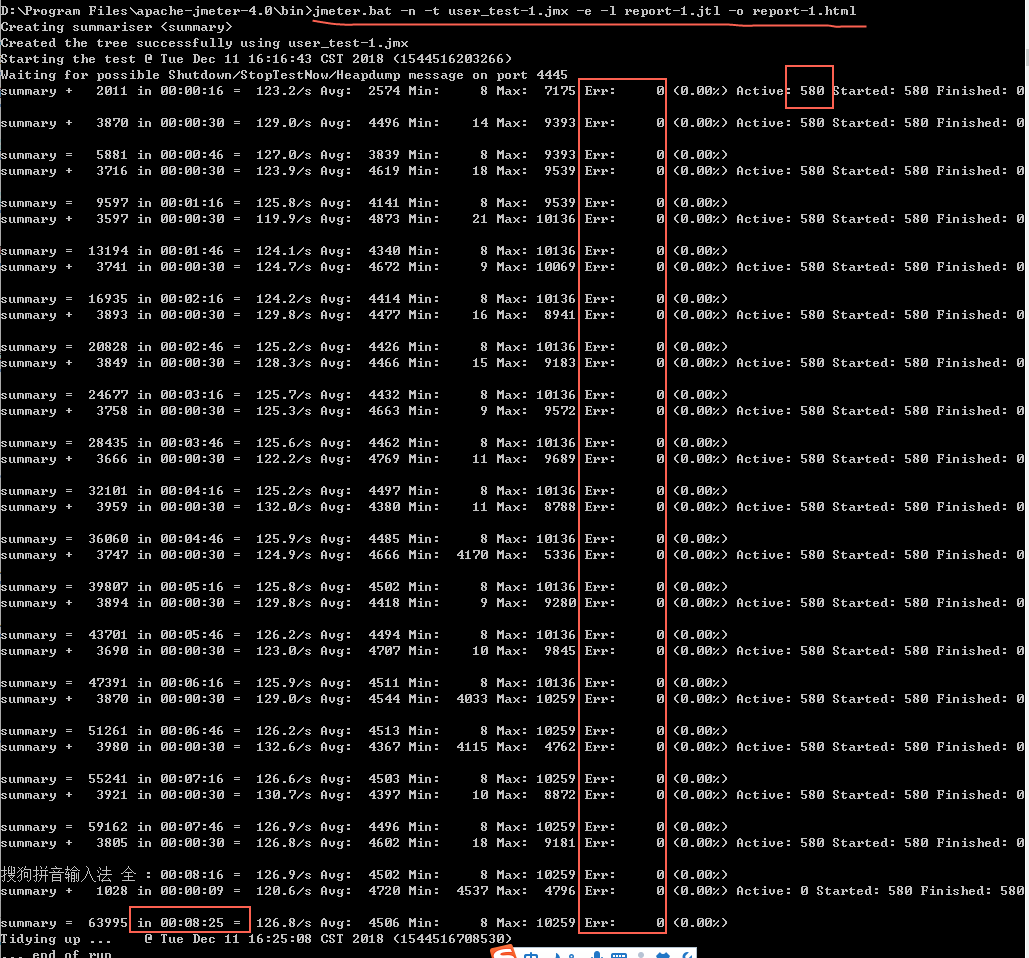 D:\Program Files\apache-jmeter-4.0\bin>jmeter.bat -n -t user_test-1.jmx -e -l report-1.jtl -o report-1.html
Creating summariser <summary>
Created the tree successfully using user_test-1.jmx
Starting the test @ Tue Dec 11 16:16:43 CST 2018 (1544516203266)
Waiting for possible Shutdown/StopTestNow/Heapdump message on port 4445
summary + 2011 in 00:00:16 = 123.2/s Avg: 2574 Min: 8 Max: 7175 Err: 0 (0.00%) Active: 580 Started: 580 Finished: 0
summary + 3870 in 00:00:30 = 129.0/s Avg: 4496 Min: 14 Max: 9393 Err: 0 (0.00%) Active: 580 Started: 580 Finished: 0
summary = 5881 in 00:00:46 = 127.0/s Avg: 3839 Min: 8 Max: 9393 Err: 0 (0.00%)
summary + 3716 in 00:00:30 = 123.9/s Avg: 4619 Min: 18 Max: 9539 Err: 0 (0.00%) Active: 580 Started: 580 Finished: 0
summary = 9597 in 00:01:16 = 125.8/s Avg: 4141 Min: 8 Max: 9539 Err: 0 (0.00%)
summary + 3597 in 00:00:30 = 119.9/s Avg: 4873 Min: 21 Max: 10136 Err: 0 (0.00%) Active: 580 Started: 580 Finished: 0
summary = 13194 in 00:01:46 = 124.1/s Avg: 4340 Min: 8 Max: 10136 Err: 0 (0.00%)
summary + 3741 in 00:00:30 = 124.7/s Avg: 4672 Min: 9 Max: 10069 Err: 0 (0.00%) Active: 580 Started: 580 Finished: 0
summary = 16935 in 00:02:16 = 124.2/s Avg: 4414 Min: 8 Max: 10136 Err: 0 (0.00%)
summary + 3893 in 00:00:30 = 129.8/s Avg: 4477 Min: 16 Max: 8941 Err: 0 (0.00%) Active: 580 Started: 580 Finished: 0
summary = 20828 in 00:02:46 = 125.2/s Avg: 4426 Min: 8 Max: 10136 Err: 0 (0.00%)
summary + 3849 in 00:00:30 = 128.3/s Avg: 4466 Min: 15 Max: 9183 Err: 0 (0.00%) Active: 580 Started: 580 Finished: 0
summary = 24677 in 00:03:16 = 125.7/s Avg: 4432 Min: 8 Max: 10136 Err: 0 (0.00%)
summary + 3758 in 00:00:30 = 125.3/s Avg: 4663 Min: 9 Max: 9572 Err: 0 (0.00%) Active: 580 Started: 580 Finished: 0
summary = 28435 in 00:03:46 = 125.6/s Avg: 4462 Min: 8 Max: 10136 Err: 0 (0.00%)
summary + 3666 in 00:00:30 = 122.2/s Avg: 4769 Min: 11 Max: 9689 Err: 0 (0.00%) Active: 580 Started: 580 Finished: 0
summary = 32101 in 00:04:16 = 125.2/s Avg: 4497 Min: 8 Max: 10136 Err: 0 (0.00%)
summary + 3959 in 00:00:30 = 132.0/s Avg: 4380 Min: 11 Max: 8788 Err: 0 (0.00%) Active: 580 Started: 580 Finished: 0
summary = 36060 in 00:04:46 = 125.9/s Avg: 4485 Min: 8 Max: 10136 Err: 0 (0.00%)
summary + 3747 in 00:00:30 = 124.9/s Avg: 4666 Min: 4170 Max: 5336 Err: 0 (0.00%) Active: 580 Started: 580 Finished: 0
summary = 39807 in 00:05:16 = 125.8/s Avg: 4502 Min: 8 Max: 10136 Err: 0 (0.00%)
summary + 3894 in 00:00:30 = 129.8/s Avg: 4418 Min: 9 Max: 9280 Err: 0 (0.00%) Active: 580 Started: 580 Finished: 0
summary = 43701 in 00:05:46 = 126.2/s Avg: 4494 Min: 8 Max: 10136 Err: 0 (0.00%)
summary + 3690 in 00:00:30 = 123.0/s Avg: 4707 Min: 10 Max: 9845 Err: 0 (0.00%) Active: 580 Started: 580 Finished: 0
summary = 47391 in 00:06:16 = 125.9/s Avg: 4511 Min: 8 Max: 10136 Err: 0 (0.00%)
summary + 3870 in 00:00:30 = 129.0/s Avg: 4544 Min: 4033 Max: 10259 Err: 0 (0.00%) Active: 580 Started: 580 Finished: 0
summary = 51261 in 00:06:46 = 126.2/s Avg: 4513 Min: 8 Max: 10259 Err: 0 (0.00%)
summary + 3980 in 00:00:30 = 132.6/s Avg: 4367 Min: 4115 Max: 4762 Err: 0 (0.00%) Active: 580 Started: 580 Finished: 0
summary = 55241 in 00:07:16 = 126.6/s Avg: 4503 Min: 8 Max: 10259 Err: 0 (0.00%)
summary + 3921 in 00:00:30 = 130.7/s Avg: 4397 Min: 10 Max: 8872 Err: 0 (0.00%) Active: 580 Started: 580 Finished: 0
summary = 59162 in 00:07:46 = 126.9/s Avg: 4496 Min: 8 Max: 10259 Err: 0 (0.00%)
summary + 3805 in 00:00:30 = 126.8/s Avg: 4602 Min: 18 Max: 9181 Err: 0 (0.00%) Active: 580 Started: 580 Finished: 0
搜狗拼音输入法 全 : 00:08:16 = 126.9/s Avg: 4502 Min: 8 Max: 10259 Err: 0 (0.00%)
summary + 1028 in 00:00:09 = 120.6/s Avg: 4720 Min: 4537 Max: 4796 Err: 0 (0.00%) Active: 0 Started: 580 Finished: 580
summary = 63995 in 00:08:25 = 126.8/s Avg: 4506 Min: 8 Max: 10259 Err: 0 (0.00%)
Tidying up ... @ Tue Dec 11 16:25:08 CST 2018 (1544516708530)
... end of run